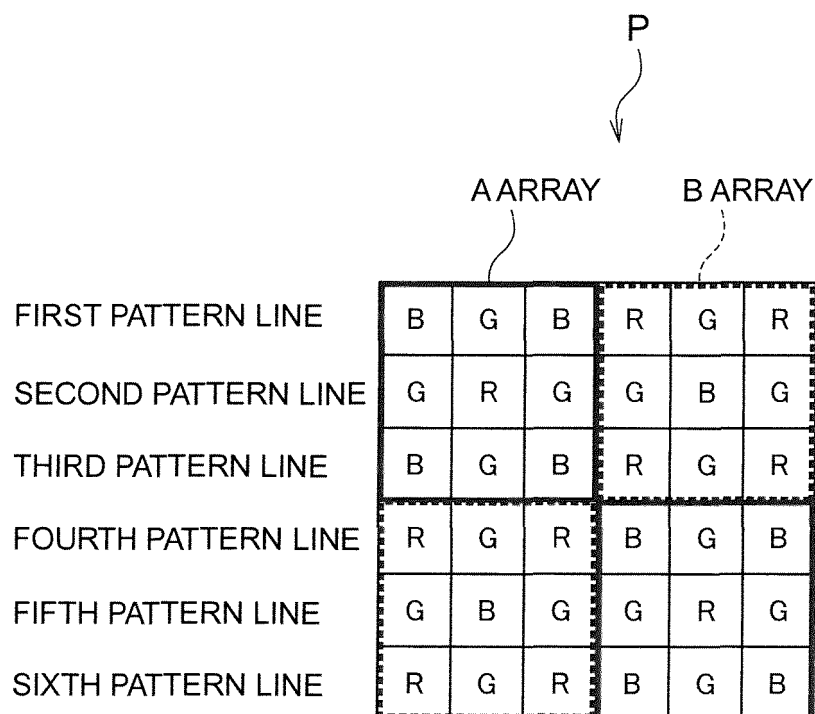 P
A ARRAY B ARRAY
FIRST PATTERN LINE B G B R G R
SECOND PATTERN LINE G R G G B G
THIRD PATTERN LINE B G B R G R
FOURTH PATTERN LINE R G R B G B
FIFTH PATTERN LINE G B G G R G
SIXTH PATTERN LINE R G R B G B